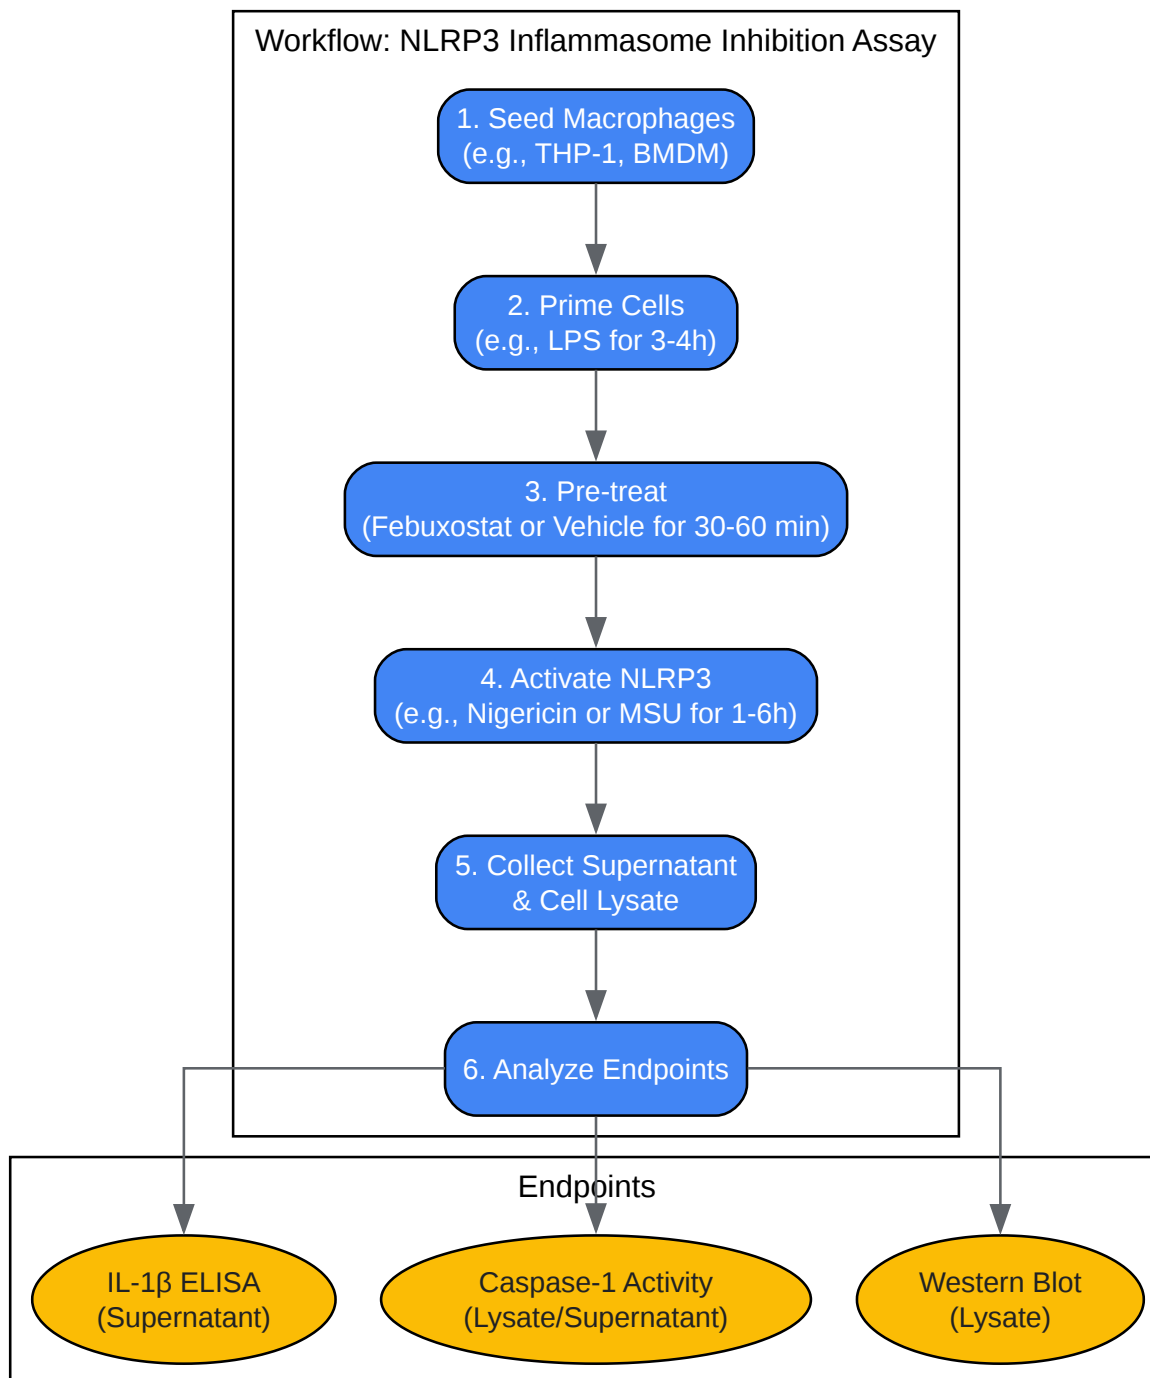 Workflow: NLRP3 Inflammasome Inhibition Assay
1. Seed Macrophages
(e.g., THP-1, BMDM)
2. Prime Cells
(e.g., LPS for 3-4h)
3. Pre-treat
(Febuxostat or Vehicle for 30-60 min)
4. Activate NLRP3
(e.g., Nigericin or MSU for 1-6h)
5. Collect Supernatant
& Cell Lysate
6. Analyze Endpoints
Endpoints
IL-1β ELISA
(Supernatant)
Caspase-1 Activity
(Lysate/Supernatant)
Western Blot
(Lysate)